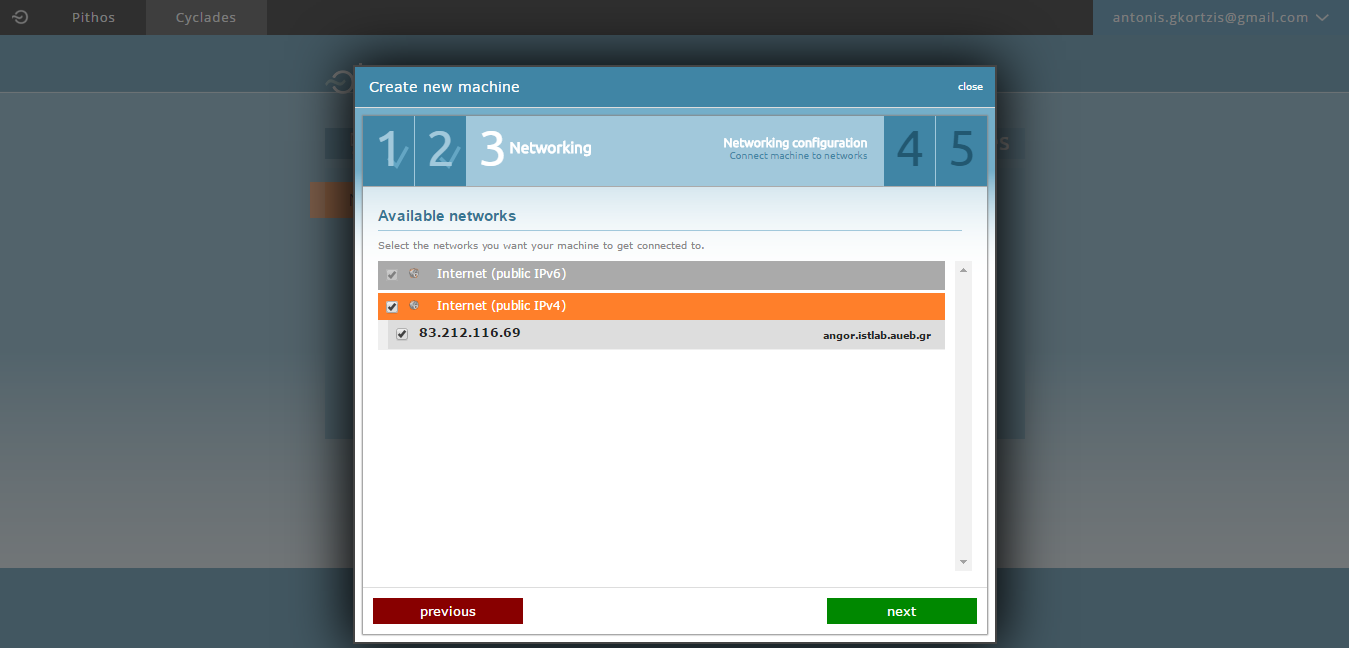 Pithos Cyclades antonis.gkortzis@gmail.com
Create new machine close
1 2 3 Networking Networking configuration 4 5
Connect machine to networks
Available networks
Select the networks you want your machine to get connected to.
Internet (public IPv6)
Internet (public IPv4)
83.212.116.69 angor.istlab.aueb.gr
previous next